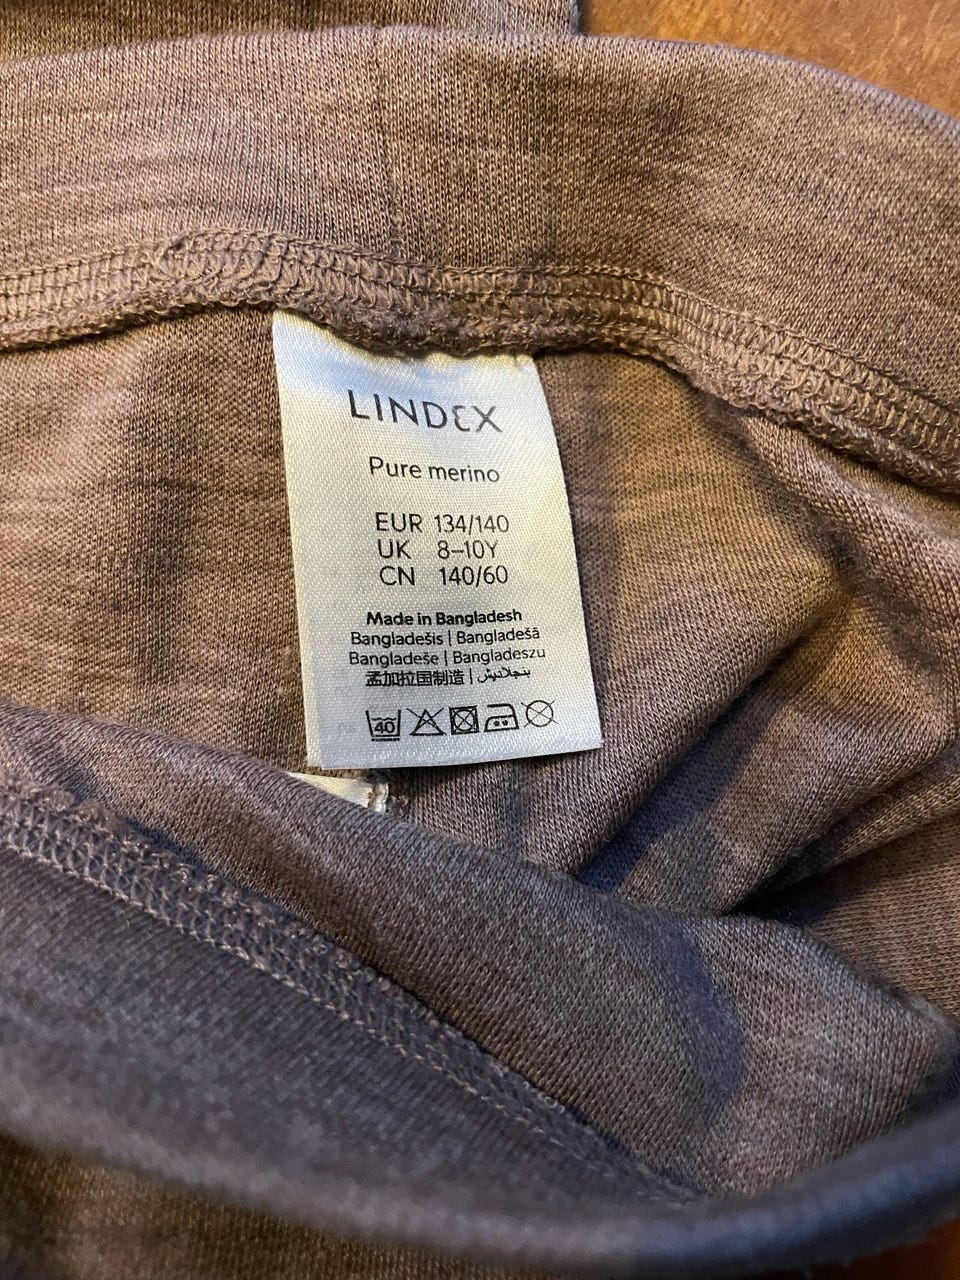 LINDEX
Pure merino
EUR 134/140
UK 8–10Y
CN 140/60
Made in Bangladesh
Bangladešis | Bangladešā
Bangladeše | Bangladeszu
孟加拉国制造 | بنجلاديش
40